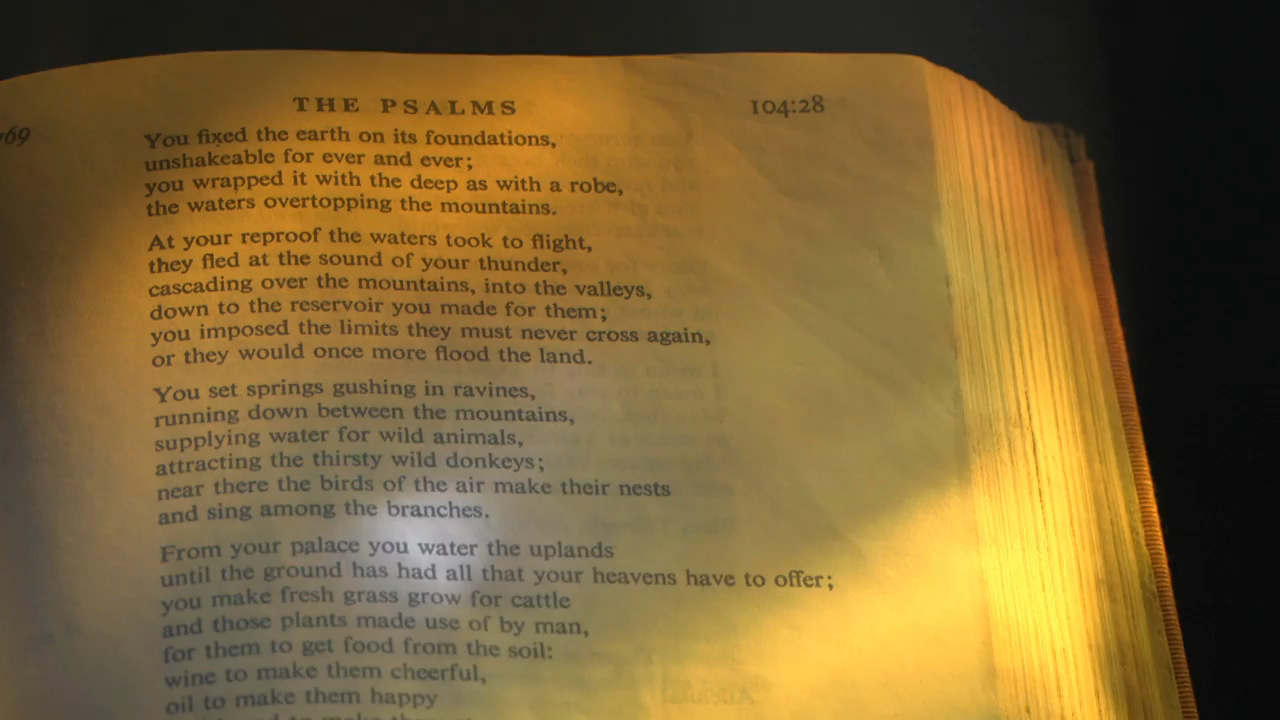 THE PSALMS 104:28
You fixed the earth on its foundations,
unshakeable for ever and ever;
you wrapped it with the deep as with a robe,
the waters overtopping the mountains.
At your reproof the waters took to flight,
they fled at the sound of your thunder,
cascading over the mountains, into the valleys,
down to the reservoir you made for them;
you imposed the limits they must never cross again,
or they would once more flood the land.
You set springs gushing in ravines,
running down between the mountains,
supplying water for wild animals,
attracting the thirsty wild donkeys;
near there the birds of the air make their nests
and sing among the branches.
From your palace you water the uplands
until the ground has had all that your heavens have to offer;
you make fresh grass grow for cattle
and those plants made use of by man,
for them to get food from the soil:
wine to make them cheerful,
oil to make them happy